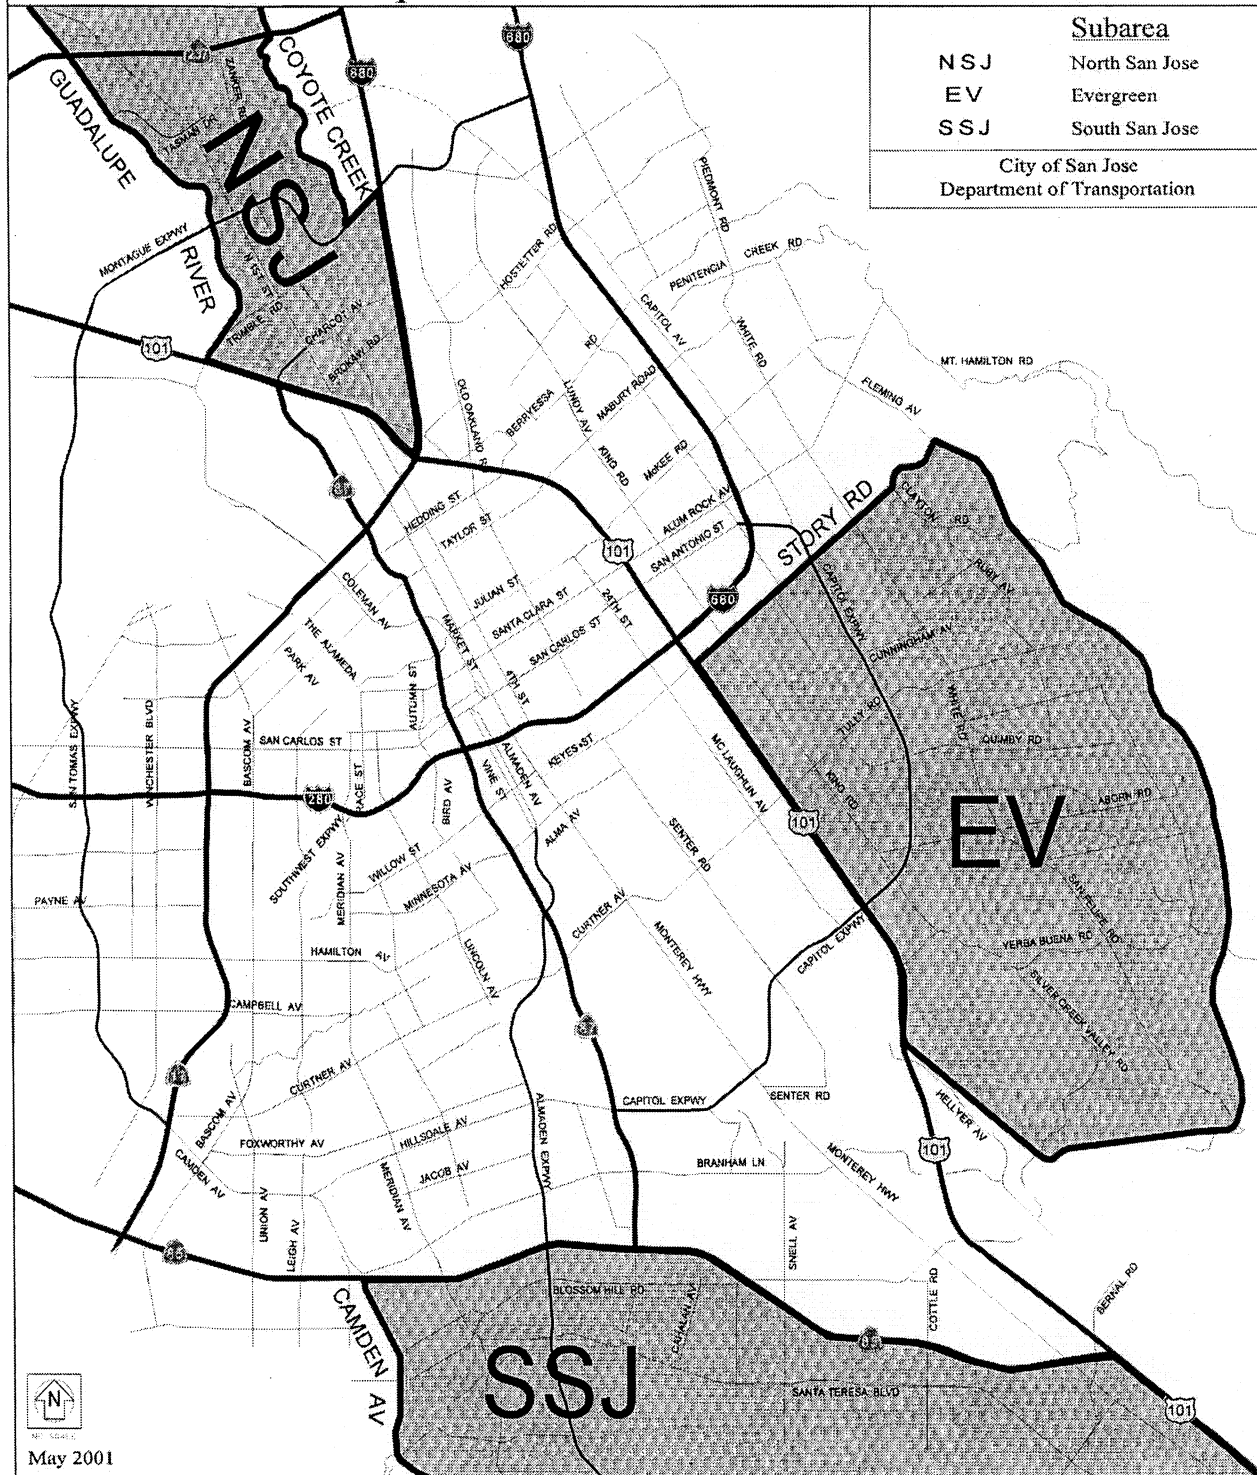 Subarea
NSJ North San Jose
EV Evergreen
SSJ South San Jose
City of San Jose
Department of Transportation
GUADALUPE
RIVER
COYOTE CREEK
237
880
680
ZANKER RD
TASMAN DR
NSJ
MONTAGUE EXPWY
N 1ST ST
TRIMBLE RD
CHARCOT AV
BROKAW RD
101
PIEDMONT RD
HOSTETTER RD
PENITENCIA CREEK RD
CAPITOL AV
WHITE RD
MT. HAMILTON RD
FLEMING AV
OLD OAKLAND R
BERRYESSA
RD
LUNDY AV
MABURY ROAD
KING RD
McKEE RD
HEDDING ST
TAYLOR ST
ALUM ROCK AV
SAN ANTONIO ST
STORY RD
CLAYTON RD
RUBY AV
101
680
CAPITOL EXPWY
CUNNINGHAM AV
COLEMAN AV
JULIAN ST
SANTA CLARA ST
SAN CARLOS ST
24TH ST
THE ALAMEDA
PARK AV
MARKET ST
4TH ST
AUTUMN ST
WHITE RD
TULLY RD
QUIMBY RD
KING RD
ABORN RD
EV
SAN TOMAS EXPWY
WINCHESTER BLVD
BASCOM AV
SAN CARLOS ST
RACE ST
BIRD AV
VINE ST
ALMADEN AV
KEYES ST
MC LAUGHLIN AV
280
101
SOUTHWEST EXPWY
MERIDIAN AV
WILLOW ST
MINNESOTA AV
ALMA AV
SENTER RD
SAN FELIPE RD
PAYNE AV
HAMILTON AV
LINCOLN AV
CURTNER AV
MONTEREY HWY
CAPITOL EXPWY
YERBA BUENA RD
SILVER CREEK VALLEY RD
CAMPBELL AV
CURTNER AV
BASCOM AV
FOXWORTHY AV
HILLSDALE AV
ALMADEN EXPWY
CAPITOL EXPWY
SENTER RD
HELLYER AV
101
CAMDEN AV
MERIDIAN AV
JACOB AV
BRANHAM LN
MONTEREY HWY
UNION AV
LEIGH AV
SNELL AV
COTTLE RD
BERNAL RD
85
CAMDEN AV
BLOSSOM HILL RD
CAHALAN AV
85
SSJ
SANTA TERESA BLVD
101
N
May 2001